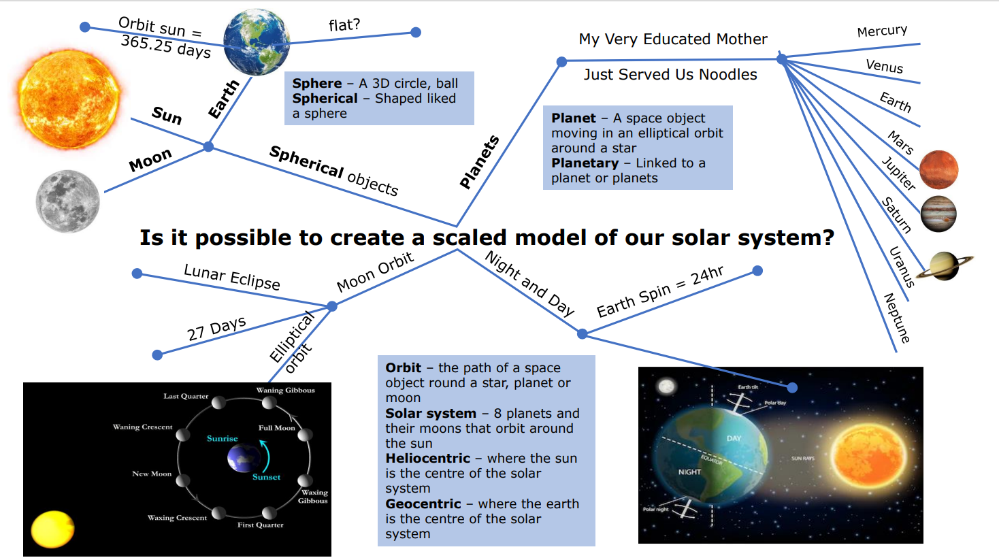 Orbit sun =
365.25 days
flat?
Earth
Sun
Moon
Sphere – A 3D circle, ball
Spherical – Shaped liked
a sphere
Spherical objects
Planets
My Very Educated Mother
Just Served Us Noodles
Planet – A space object
moving in an elliptical orbit
around a star
Planetary – Linked to a
planet or planets
Mercury
Venus
Earth
Mars
Jupiter
Saturn
Uranus
Neptune
Is it possible to create a scaled model of our solar system?
Moon Orbit
Lunar Eclipse
27 Days
Elliptical
orbit
Night and Day
Earth Spin = 24hr
Orbit – the path of a space
object round a star, planet or
moon
Solar system – 8 planets and
their moons that orbit around
the sun
Heliocentric – where the sun
is the centre of the solar
system
Geocentric – where the earth
is the centre of the solar
system
Waning Gibbous
Last Quarter
Waning Crescent
Full Moon
Sunrise
Sunset
New Moon
Waxing
Gibbous
Waxing Crescent
First Quarter
Earth tilt
Polar day
DAY
EQUATOR
NIGHT
SUN RAYS
Polar night